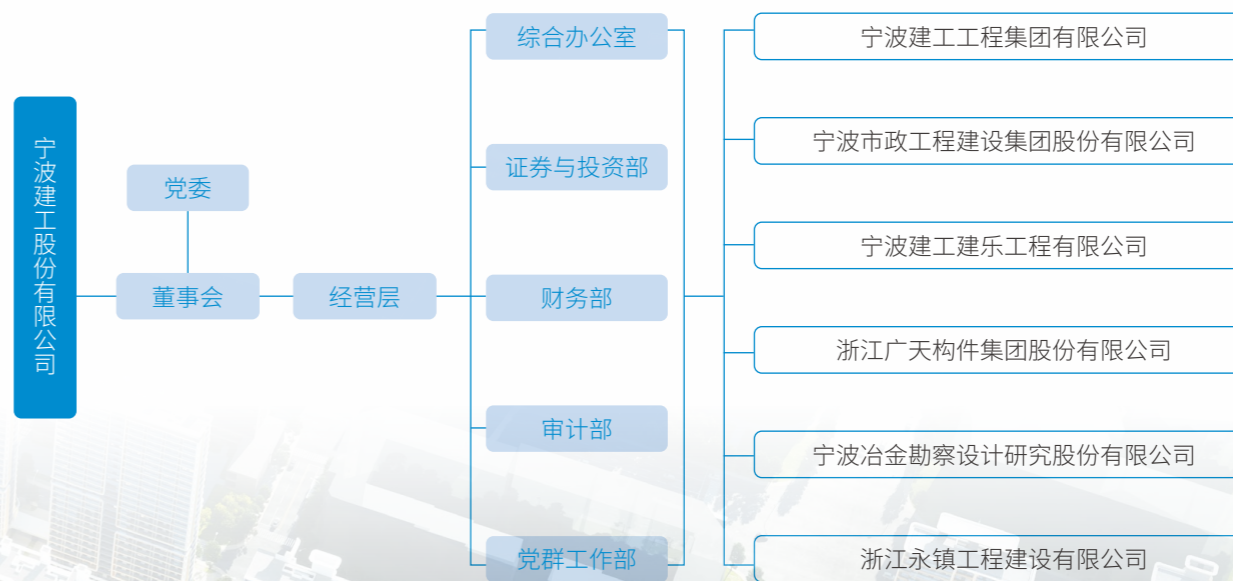 宁波建工股份有限公司
党委
董事会
经营层
综合办公室
证券与投资部
财务部
审计部
党群工作部
宁波建工工程集团有限公司
宁波市政工程建设集团股份有限公司
宁波建工建乐工程有限公司
浙江广天构件集团股份有限公司
宁波冶金勘察设计研究股份有限公司
浙江永镇工程建设有限公司